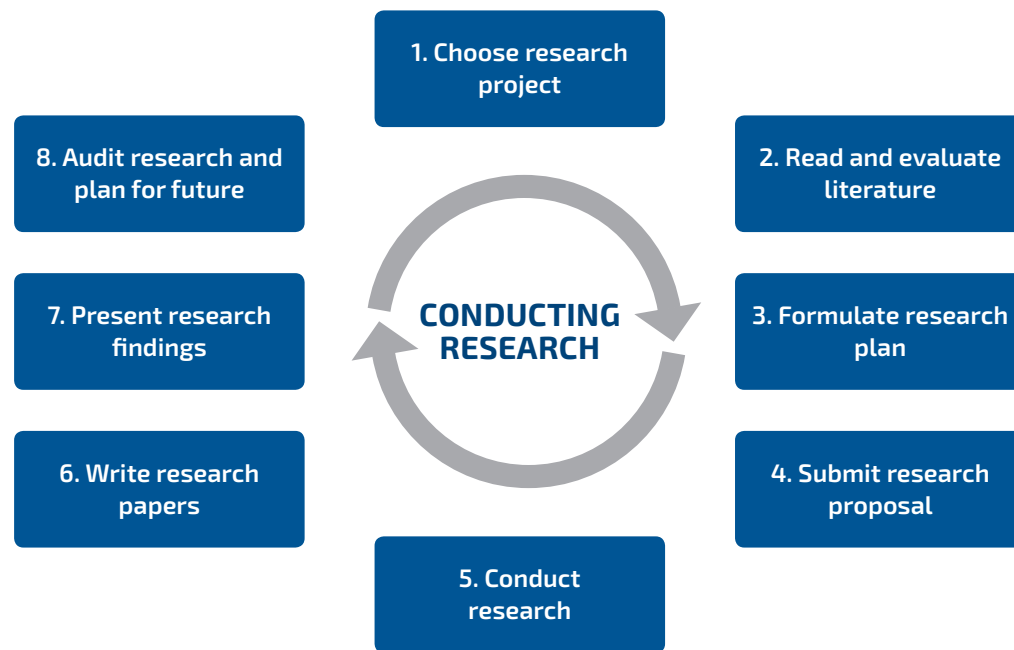 1. Choose research
project
2. Read and evaluate
literature
3. Formulate research
plan
4. Submit research
proposal
5. Conduct
research
6. Write research
papers
7. Present research
findings
8. Audit research and
plan for future
CONDUCTING
RESEARCH